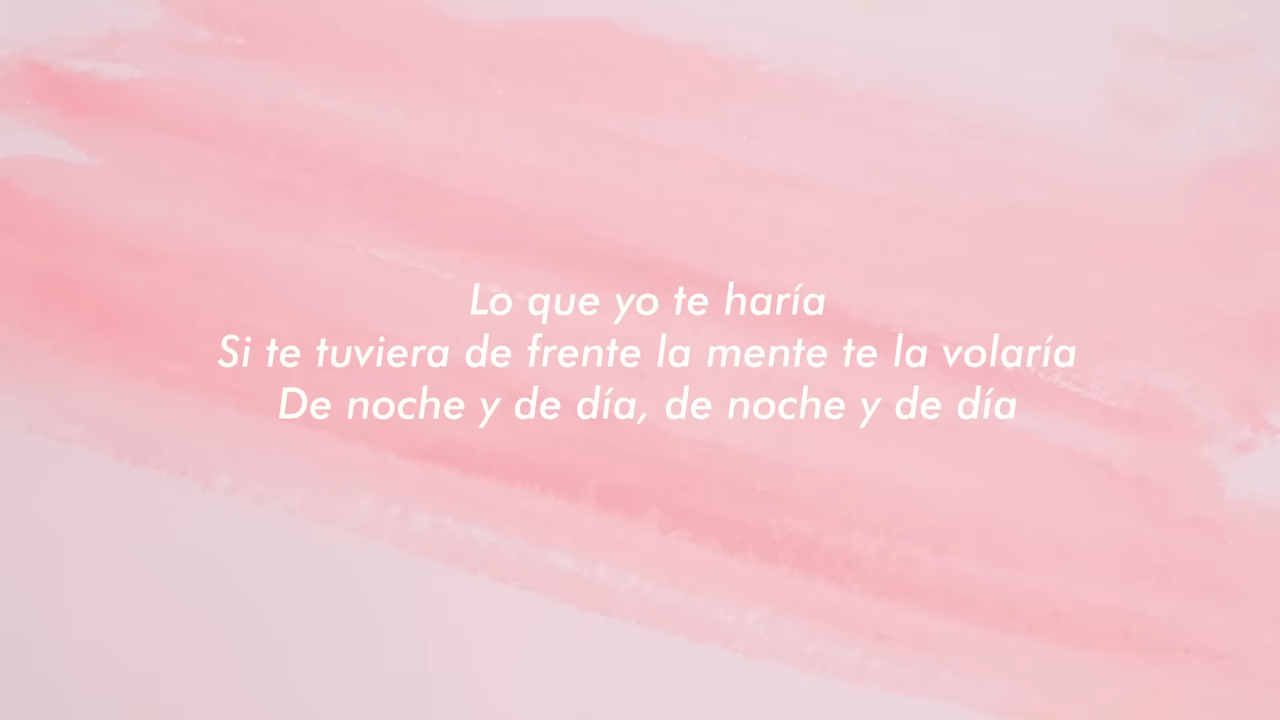 Lo que yo te haría
Si te tuviera de frente la mente te la volaría
De noche y de día, de noche y de día